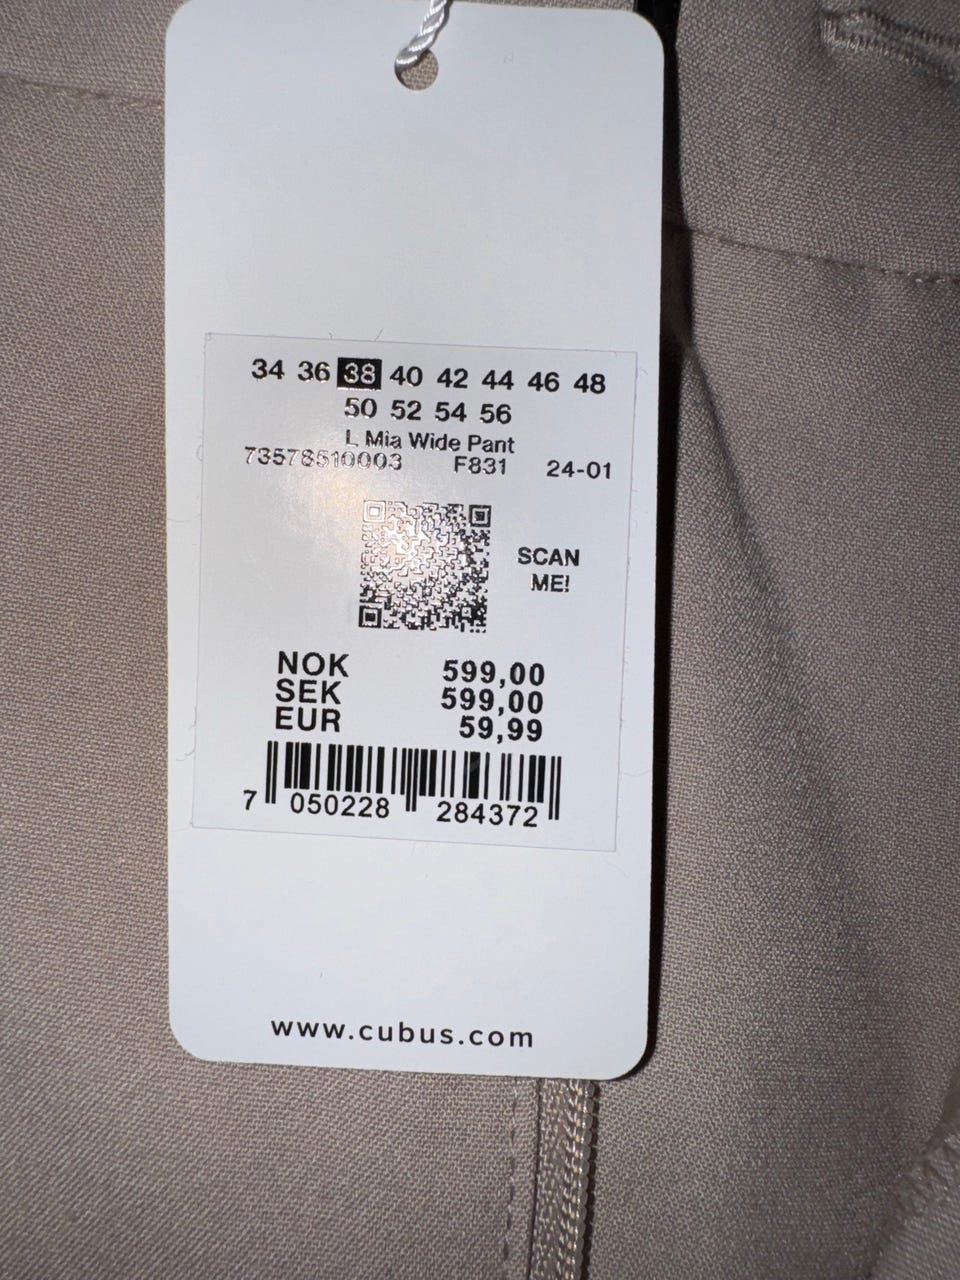 34 36 38 40 42 44 46 48
50 52 54 56
L Mia Wide Pant
73578510003 F831 24-01
SCAN
ME!
NOK 599,00
SEK 599,00
EUR 59,99
7 050228 284372
www.cubus.com